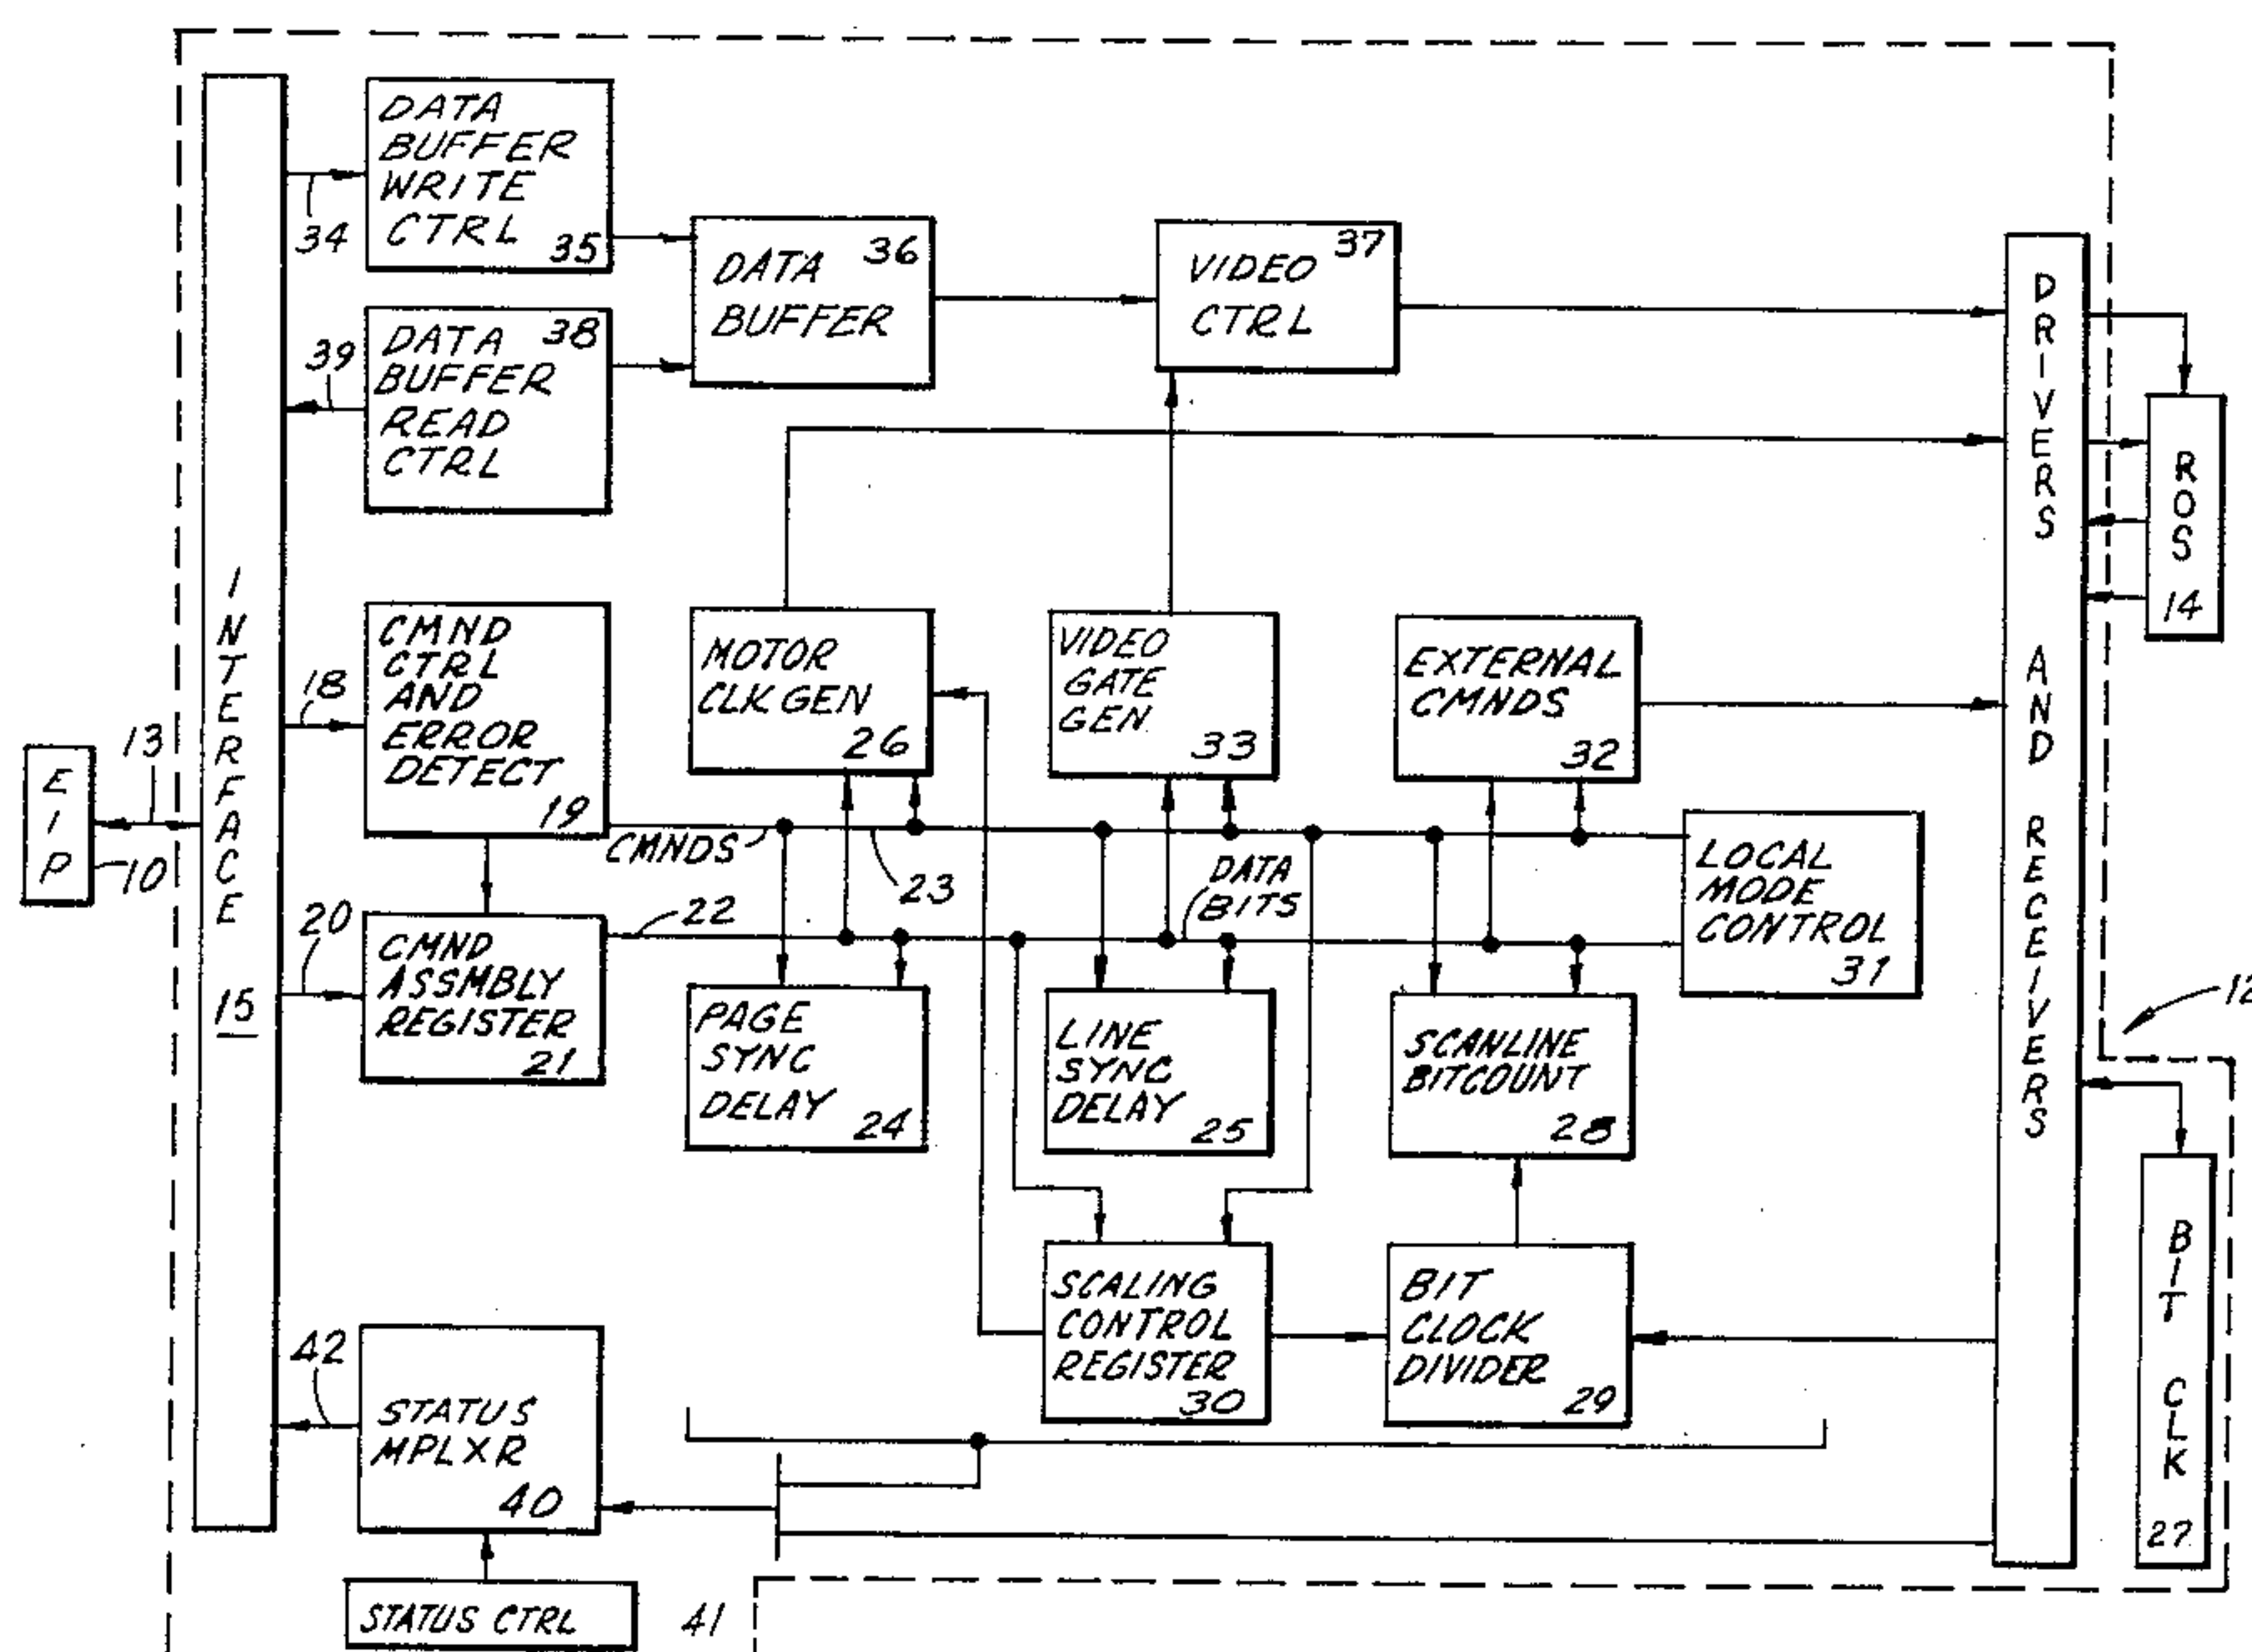 DATA
BUFFER
WRITE
CTRL 35
34
DATA 36
BUFFER
VIDEO 37
CTRL
DATA 38
BUFFER
READ
CTRL
39
DRIVERS AND RECEIVERS
ROS 14
INTERFACE 15
CMND
CTRL
AND
ERROR
DETECT
19
18
MOTOR
CLK GEN
26
VIDEO
GATE
GEN
33
EXTERNAL
CMNDS
32
13
EIP
10
CMNDS
23
DATA
BITS
22
LOCAL
MODE
CONTROL
31
20
CMND
ASSMBLY
REGISTER
21
PAGE
SYNC
DELAY 24
LINE
SYNC
DELAY 25
SCANLINE
BITCOUNT
28
12
SCALING
CONTROL
REGISTER
30
BIT
CLOCK
DIVIDER
29
BIT CLK
27
42
STATUS
MPLXR
40
STATUS CTRL 41